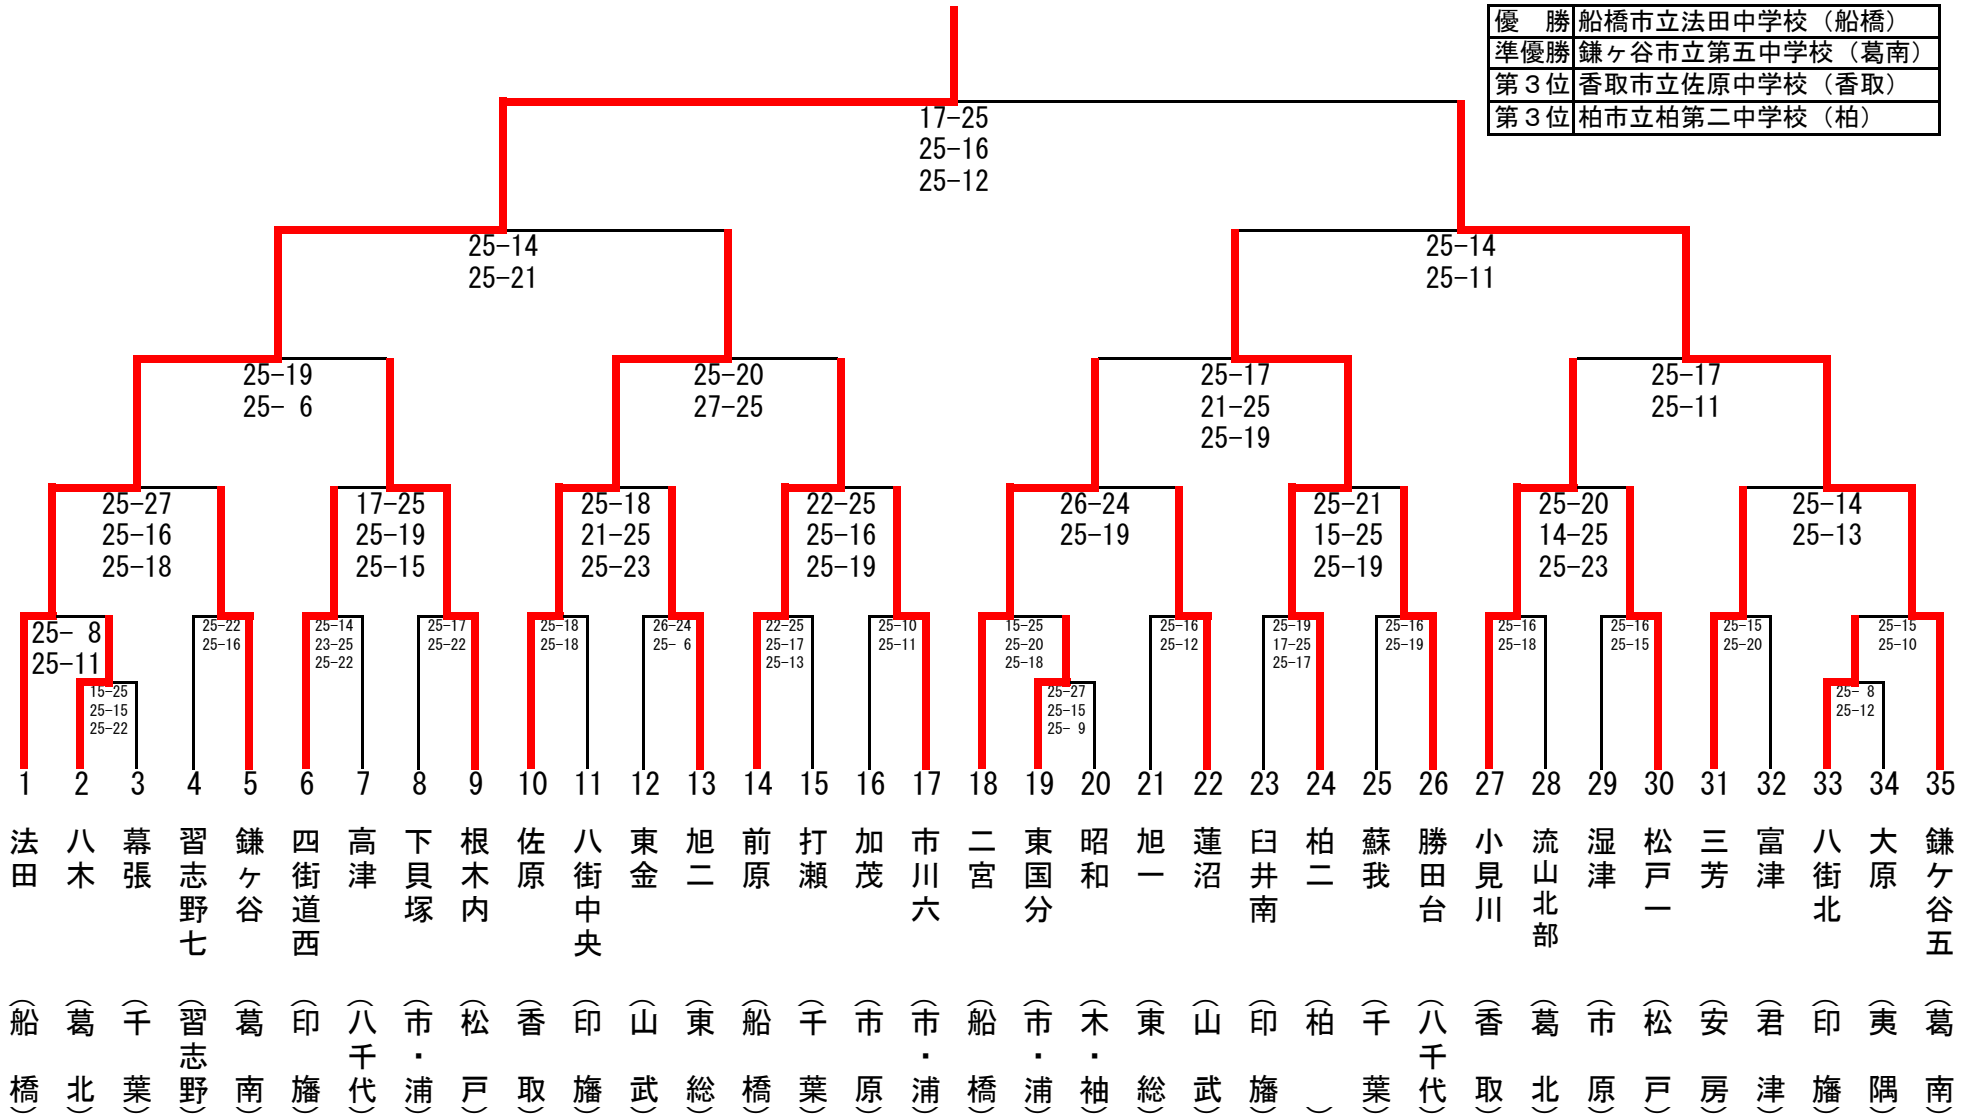 優　勝 船橋市立法田中学校（船橋）
準優勝 鎌ヶ谷市立第五中学校（葛南）
第３位 香取市立佐原中学校（香取）
第３位 柏市立柏第二中学校（柏）
17-25
25-16
25-12
25-14
25-21
25-14
25-11
25-19
25- 6
25-20
27-25
25-17
21-25
25-19
25-17
25-11
25-27
25-16
25-18
17-25
25-19
25-15
25-18
21-25
25-23
22-25
25-16
25-19
26-24
25-19
25-21
15-25
25-19
25-20
14-25
25-23
25-14
25-13
25- 8
25-11
25-22
25-16
25-14
23-25
25-22
25-17
25-22
25-18
25-18
26-24
25- 6
22-25
25-17
25-13
25-10
25-11
15-25
25-20
25-18
25-16
25-12
25-19
17-25
25-17
25-16
25-19
25-16
25-18
25-16
25-15
25-15
25-20
25-15
25-10
15-25
25-15
25-22
25-27
25-15
25- 9
25- 8
25-12
1 2 3 4 5 6 7 8 9 10 11 12 13 14 15 16 17 18 19 20 21 22 23 24 25 26 27 28 29 30 31 32 33 34 35
法田
八木
幕張
習志野七
鎌ヶ谷
四街道西
高津
下貝塚
根木内
佐原
八街中央
東金
旭二
前原
打瀬
加茂
市川六
二宮
東国分
昭和
旭一
蓮沼
臼井南
柏二
蘇我
勝田台
小見川
流山北部
湿津
松戸一
三芳
富津
八街北
大原
鎌ケ谷五
（船橋）
（葛北）
（千葉）
（習志野）
（葛南）
（印旛）
（八千代）
（市・浦）
（松戸）
（香取）
（印旛）
（山武）
（東総）
（船橋）
（千葉）
（市原）
（市・浦）
（船橋）
（市・浦）
（木・袖）
（東総）
（山武）
（印旛）
（柏）
（千葉）
（八千代）
（香取）
（葛北）
（市原）
（松戸）
（安房）
（君津）
（印旛）
（夷隅）
（葛南）